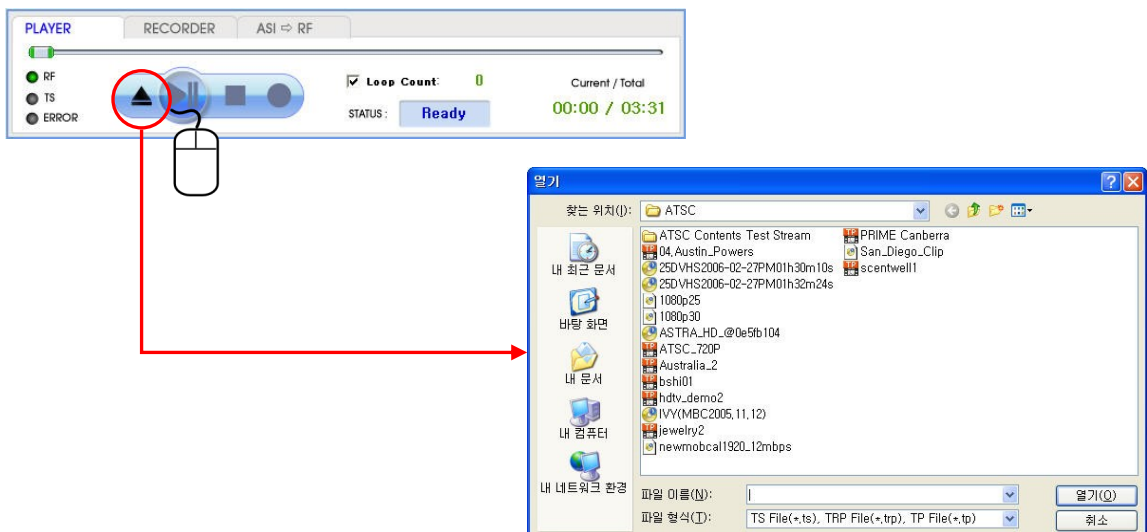 PLAYER RECORDER ASI ⇨ RF
RF
TS
ERROR
Loop Count: 0
STATUS : Ready
Current / Total
00:00 / 03:31
열기
찾는 위치(I): ATSC
내 최근 문서
바탕 화면
내 문서
내 컴퓨터
내 네트워크 환경
ATSC Contents Test Stream
04.Austin_Powers
25DVHS2006-02-27PM01h30m10s
25DVHS2006-02-27PM01h32m24s
1080p25
1080p30
ASTRA_HD_@0e5fb104
ATSC_720P
Australia_2
bshi01
hdtv_demo2
IVY(MBC2005,11,12)
jewelry2
newmobcal1920_12mbps
PRIME Canberra
San_Diego_Clip
scentwell1
파일 이름(N): 열기(O)
파일 형식(T): TS File(*.ts), TRP File(*.trp), TP File(*.tp) 취소